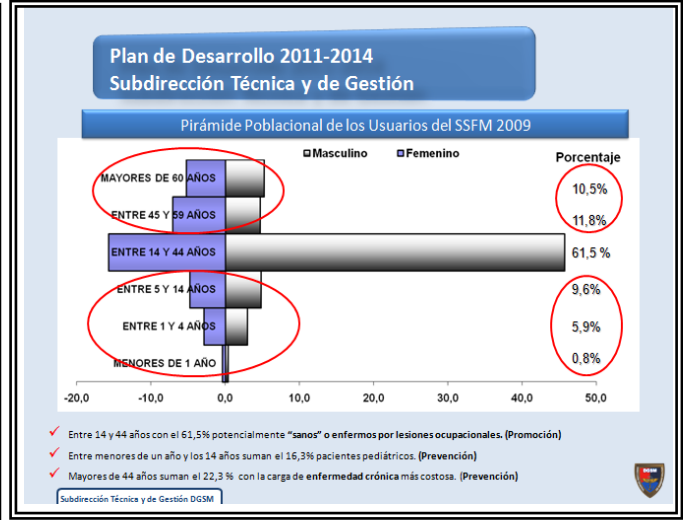 Plan de Desarrollo 2011-2014
Subdirección Técnica y de Gestión
Pirámide Poblacional de los Usuarios del SSFM 2009
Masculino Femenino
Porcentaje
MAYORES DE 60 AÑOS 10,5%
ENTRE 45 Y 59 AÑOS 11,8%
ENTRE 14 Y 44 AÑOS 61,5 %
ENTRE 5 Y 14 AÑOS 9,6%
ENTRE 1 Y 4 AÑOS 5,9%
MENORES DE 1 AÑO 0,8%
-20,0 -10,0 0,0 10,0 20,0 30,0 40,0 50,0
Entre 14 y 44 años con el 61,5% potencialmente “sanos” o enfermos por lesiones ocupacionales. (Promoción)
Entre menores de un año y los 14 años suman el 16,3% pacientes pediátricos. (Prevención)
Mayores de 44 años suman el 22,3 % con la carga de enfermedad crónica más costosa. (Prevención)
Subdirección Técnica y de Gestión DGSM